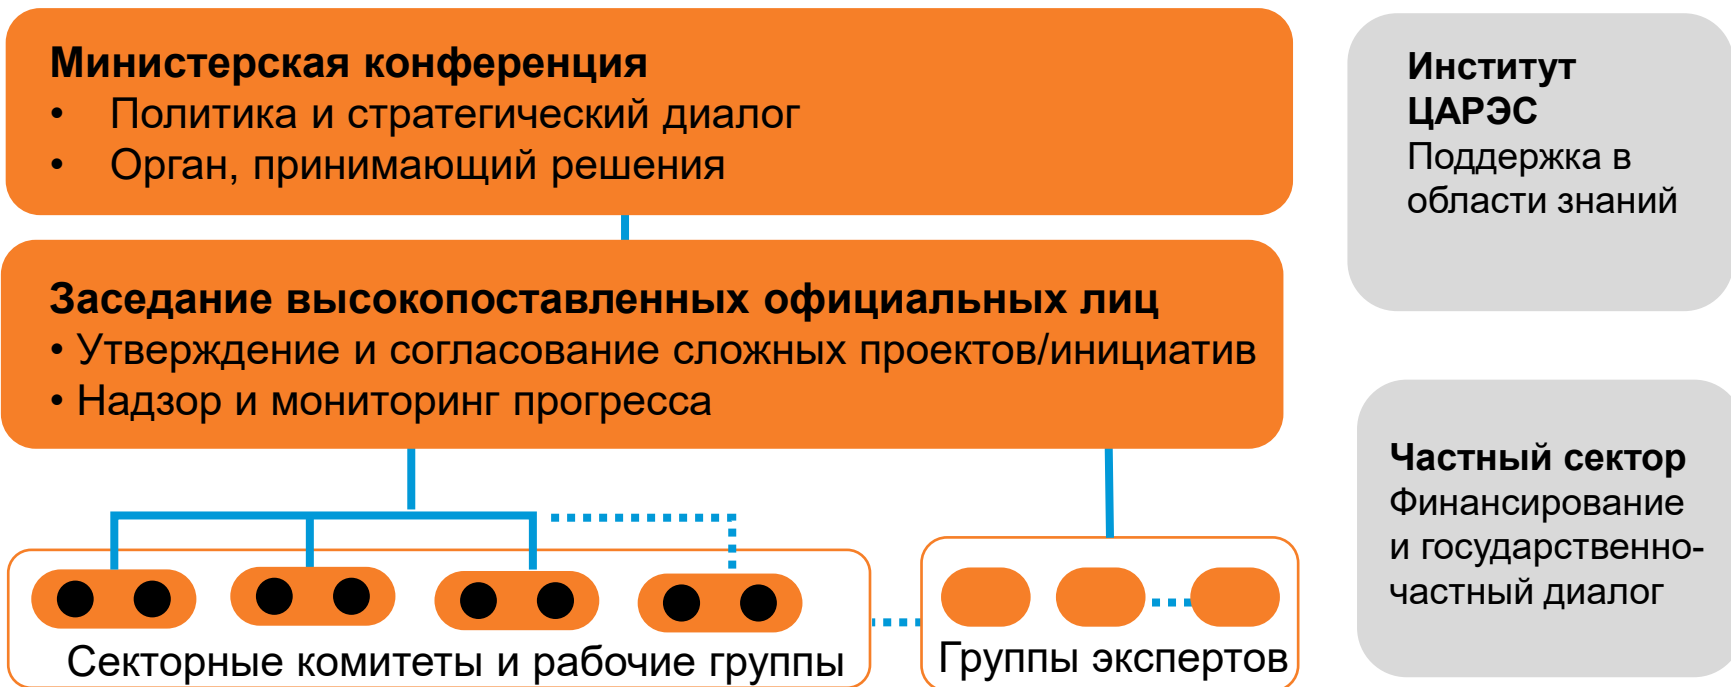 Министерская конференция
• Политика и стратегический диалог
• Орган, принимающий решения
Заседание высокопоставленных официальных лиц
• Утверждение и согласование сложных проектов/инициатив
• Надзор и мониторинг прогресса
Секторные комитеты и рабочие группы
Группы экспертов
Институт
ЦАРЭС
Поддержка в
области знаний
Частный сектор
Финансирование
и государственно-
частный диалог